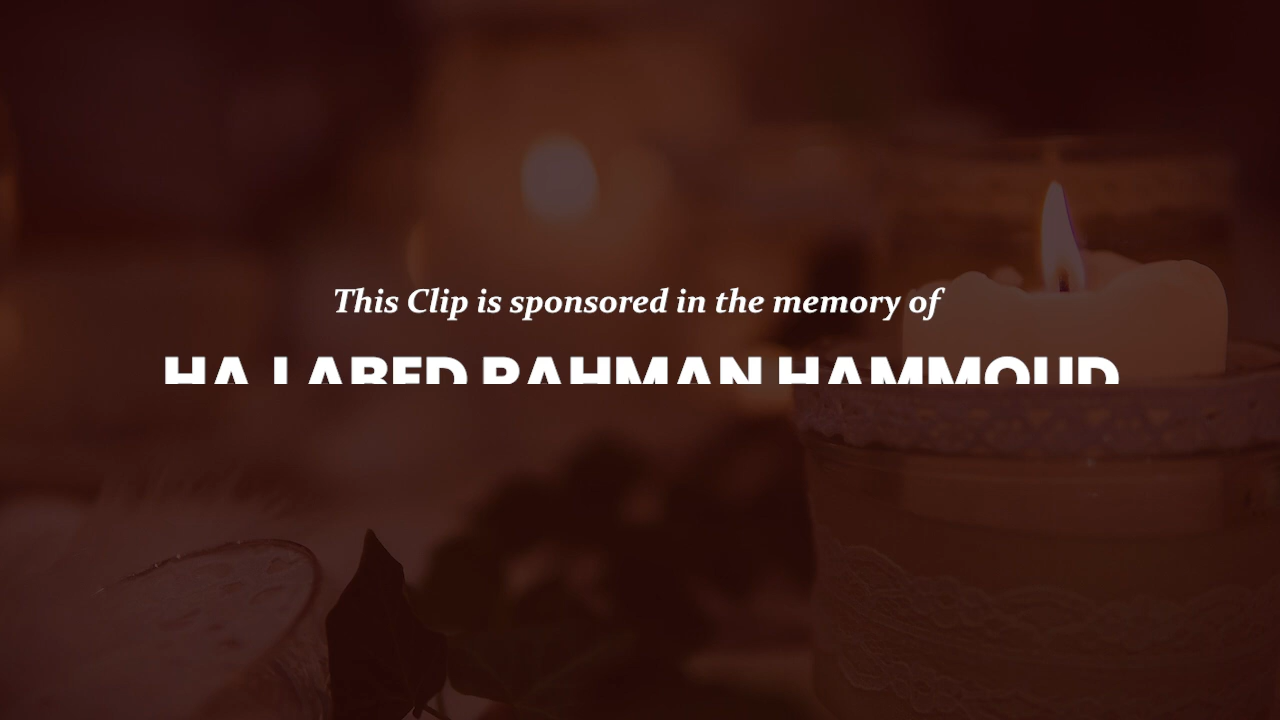 This Clip is sponsored in the memory of
HAJ ABED RAHMAN HAMMOUD